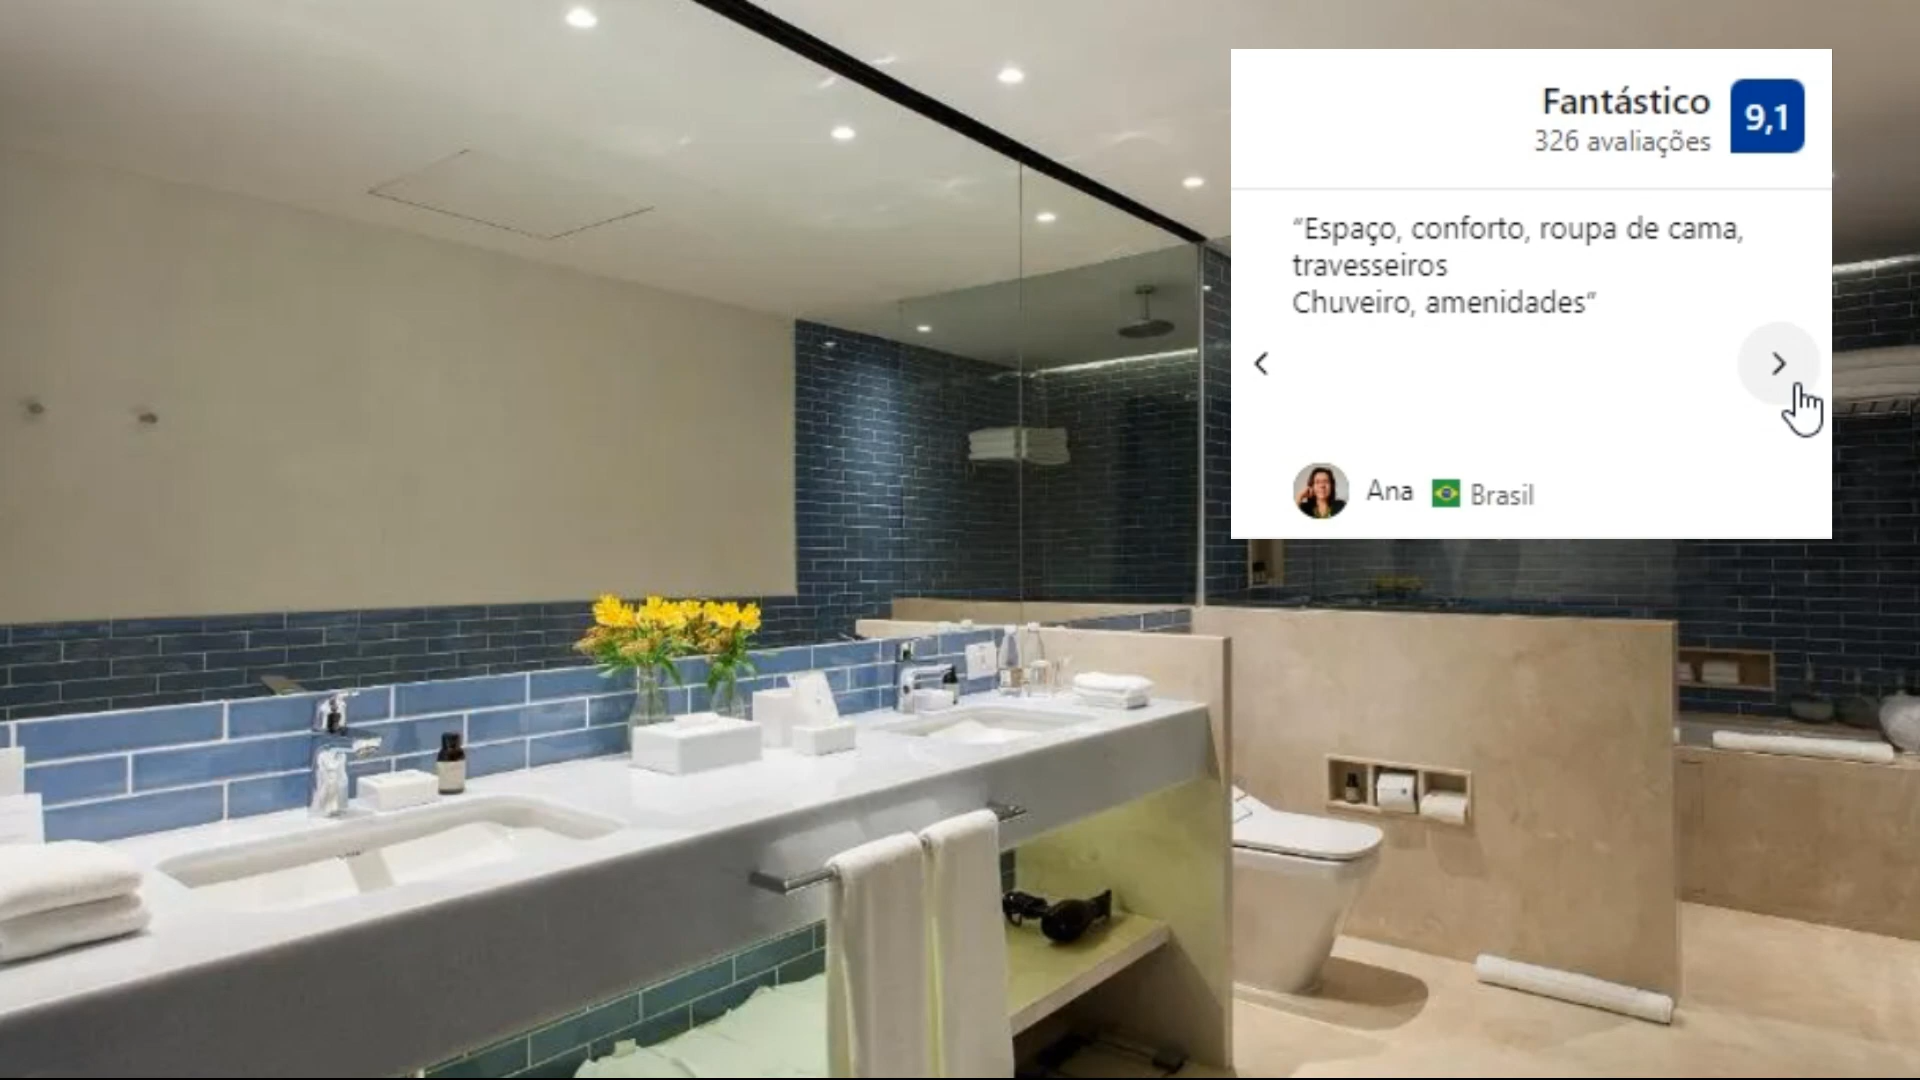 Fantástico
9,1
326 avaliações
“Espaço, conforto, roupa de cama,
travesseiros
Chuveiro, amenidades”
Ana
Brasil